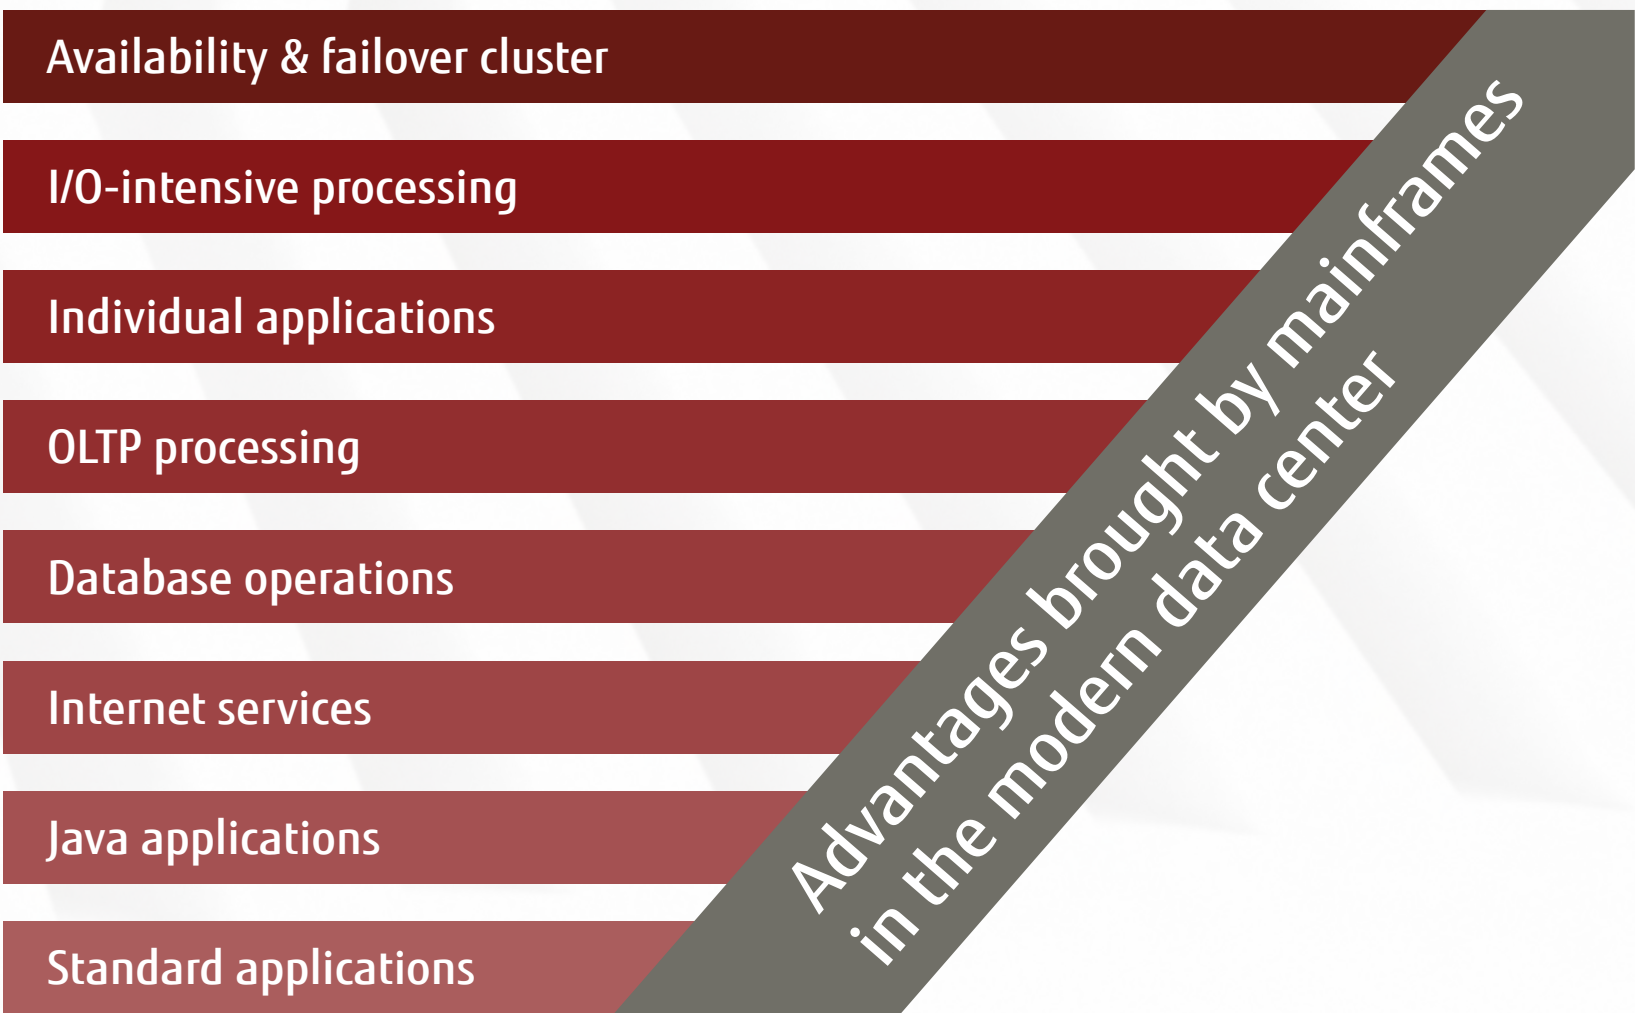 Availability & failover cluster
I/O-intensive processing
Individual applications
OLTP processing
Database operations
Internet services
Java applications
Standard applications
Advantages brought by mainframes
in the modern data center